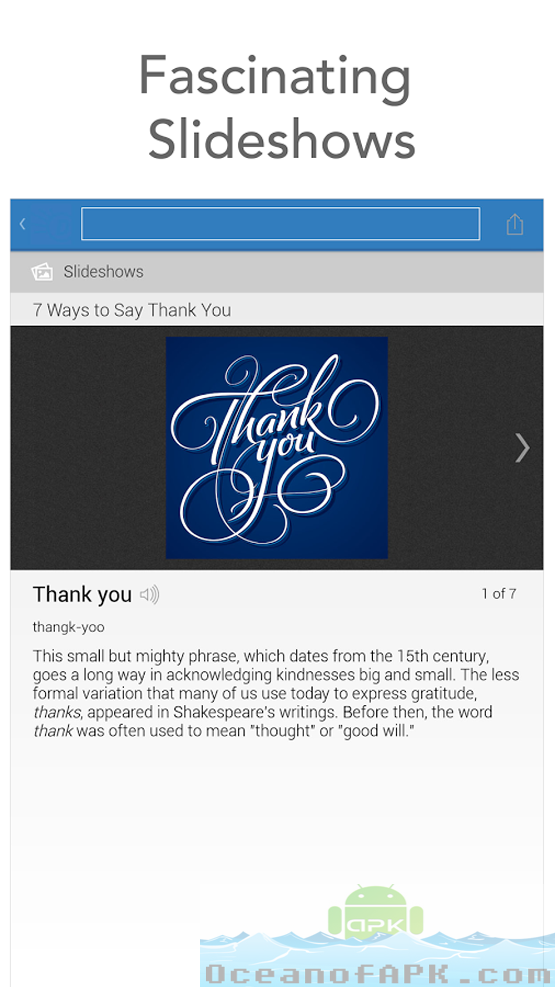 Fascinating
Slideshows
Slideshows
7 Ways to Say Thank You
Thank
you
Thank you
1 of 7
thangk-yoo
This small but mighty phrase, which dates from the 15th century,
goes a long way in acknowledging kindnesses big and small. The less
formal variation that many of us use today to express gratitude,
thanks, appeared in Shakespeare's writings. Before then, the word
thank was often used to mean "thought" or "good will."
APK
OceanofAPK.com